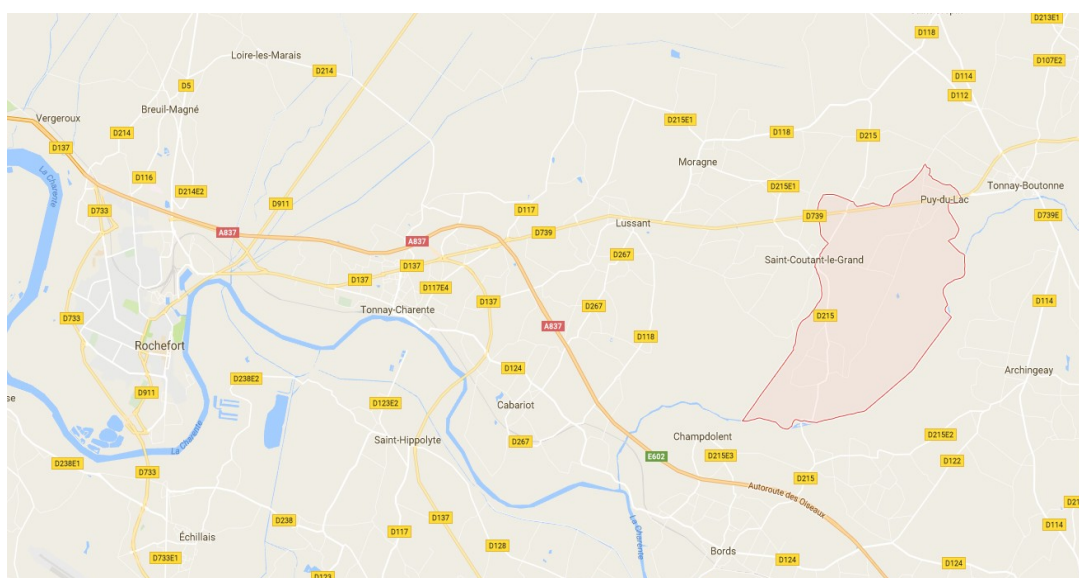 D213E1
D118
Loire-les-Marais
D107E2
D214
D114
D5
D112
Breuil-Magné
Vergeroux
D215E1
D214
D118
D215
D137
La Charente
Moragne
D116
D215E1
Tonnay-Boutonne
D214E2
Puy-du-Lac
D911
D733
D117
D739
D739E
Lussant
A837
D739
A837
D267
Saint-Coutant-le-Grand
D137
D137
D117E4
D137
D114
D267
Tonnay-Charente
D733
D215
A837
D118
Rochefort
D124
Archingeay
D238E2
D911
D123E2
Cabariot
La Charente
Saint-Hippolyte
D267
Champdolent
D215E2
D238E1
D733
E602
D215E3
D122
D215
Autoroute des Oiseaux
D238
D137
La Charente
D114
Échillais
D117
D128
Bords
D733E1
D124
D124